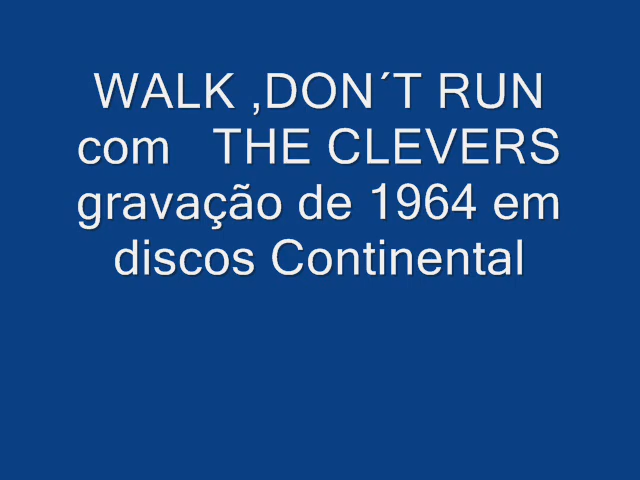 WALK ,DON´T RUN
com THE CLEVERS
gravação de 1964 em
discos Continental